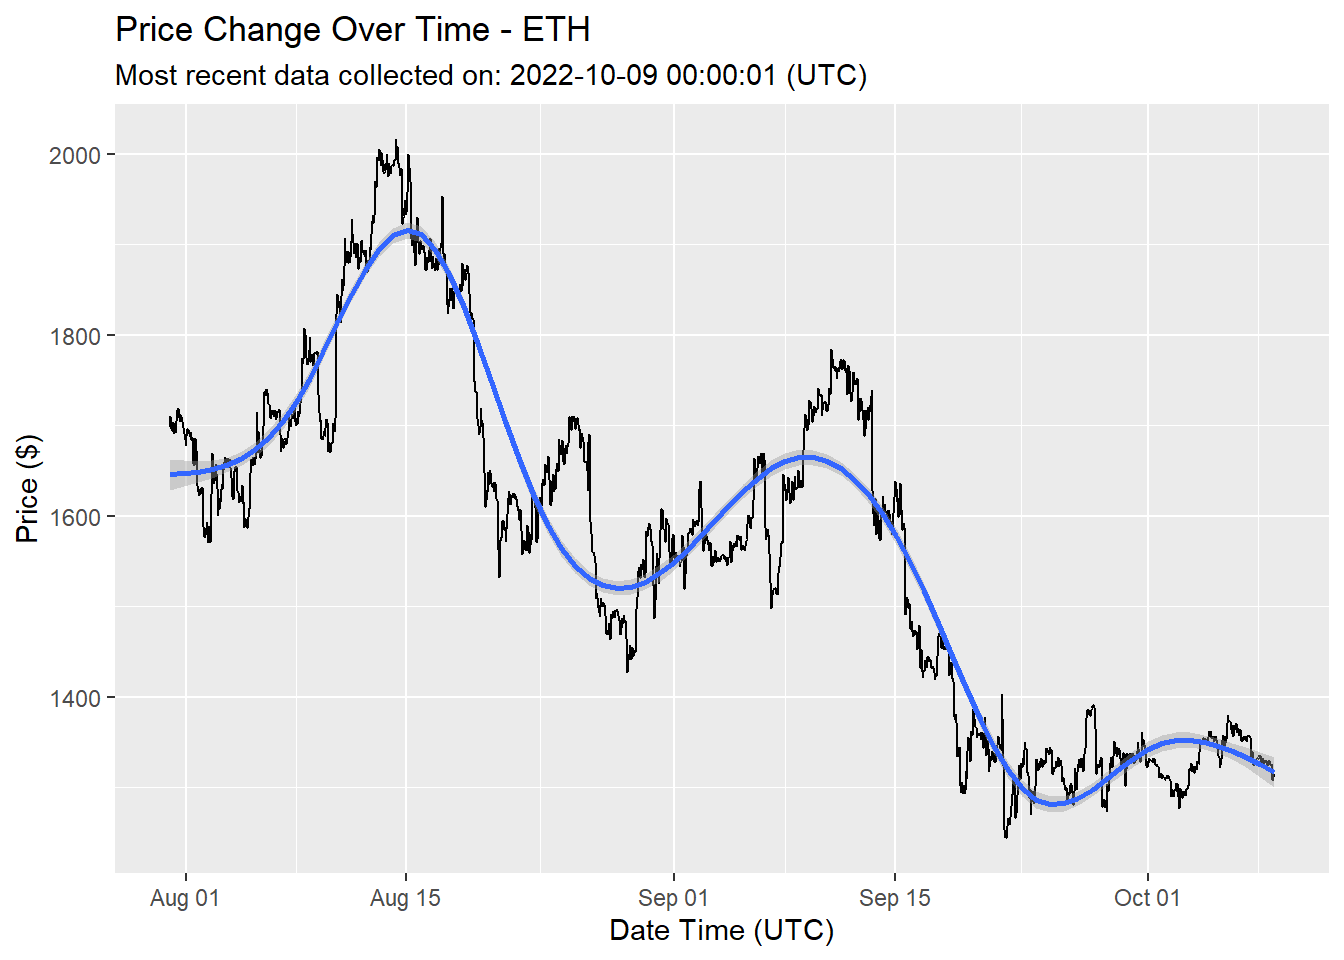 Price Change Over Time - ETH
Most recent data collected on: 2022-10-09 00:00:01 (UTC)
Price ($)
2000
1800
1600
1400
Aug 01 Aug 15 Sep 01 Sep 15 Oct 01
Date Time (UTC)